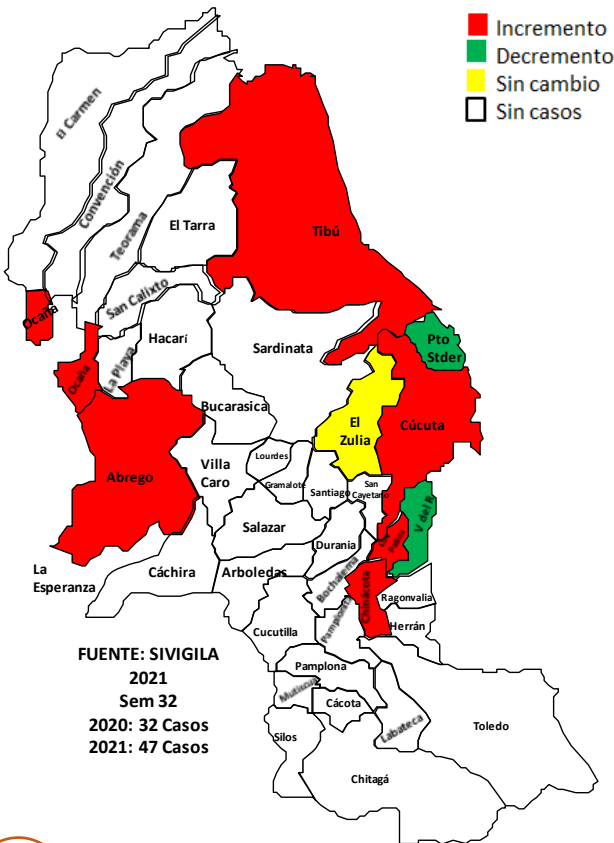 Incremento
Decremento
Sin cambio
Sin casos
El Carmen
Convención
Teorama
El Tarra
Tibú
San Calixto
Ocaña
Hacarí
La Playa
Ocaña
Sardinata
Pto
Stder
Bucarasica
El
Zulia
Cúcuta
Abrego
Villa
Caro
Lourdes
Gramalote
Santiago
San
Cayetano
V del R
Salazar
Durania
Los
Patios
La
Esperanza
Cáchira
Arboledas
Bochalema
Chinácota
Ragonvalia
Pamplonita
Herrán
Cucutilla
Pamplona
Mutiscua
Cácota
Labateca
Toledo
Silos
Chitagá
FUENTE: SIVIGILA
2021
Sem 32
2020: 32 Casos
2021: 47 Casos